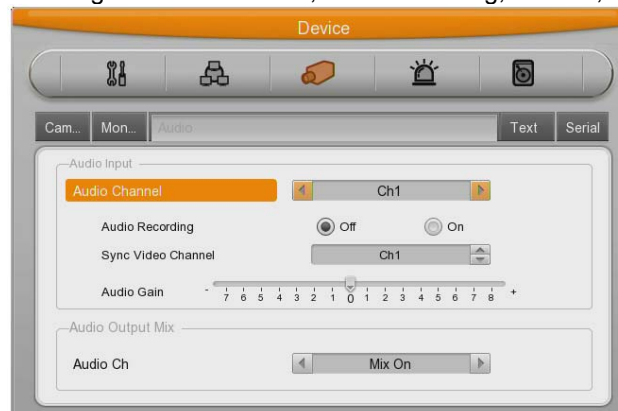 Device
Cam... Mon... Audio Text Serial
Audio Input
Audio Channel Ch1
Audio Recording Off On
Sync Video Channel Ch1
Audio Gain - 7 6 5 4 3 2 1 0 1 2 3 4 5 6 7 8 +
Audio Output Mix
Audio Ch Mix On